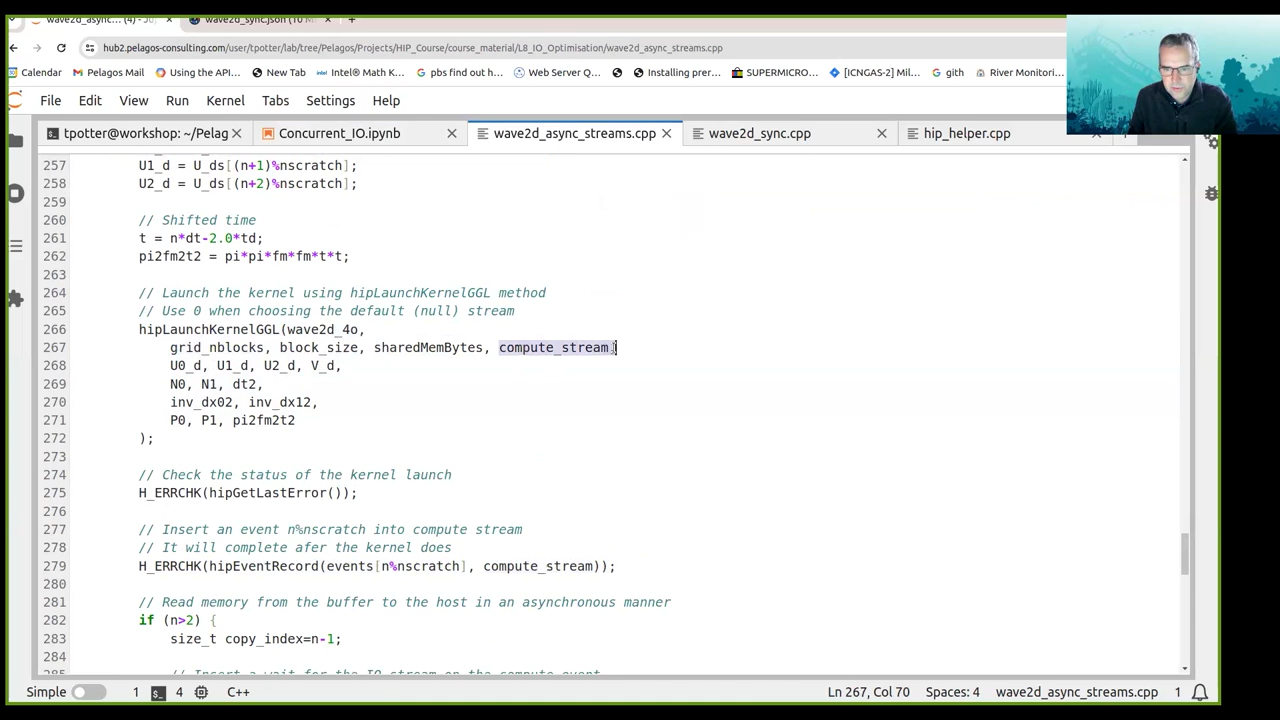 wave2d_async... (4) - Ju
wave2d_sync.json (10 M
hub2.pelagos-consulting.com/user/tpotter/lab/tree/Pelagos/Projects/HIP_Course/course_material/L8_IO_Optimisation/wave2d_async_streams.cpp
Calendar Pelagos Mail Using the API... New Tab Intel® Math K... pbs find out h... Web Server Q... Installing prer... SUPERMICRO... [ICNGAS-2] Mil... gith River Monitori...
File Edit View Run Kernel Tabs Settings Help
tpotter@workshop: ~/Pelag Concurrent_IO.ipynb wave2d_async_streams.cpp wave2d_sync.cpp hip_helper.cpp
257 U1_d = U_ds[(n+1)%nscratch];
258 U2_d = U_ds[(n+2)%nscratch];
259
260 // Shifted time
261 t = n*dt-2.0*td;
262 pi2fm2t2 = pi*pi*fm*fm*t*t;
263
264 // Launch the kernel using hipLaunchKernelGGL method
265 // Use 0 when choosing the default (null) stream
266 hipLaunchKernelGGL(wave2d_4o,
267 grid_nblocks, block_size, sharedMemBytes, compute_stream,
268 U0_d, U1_d, U2_d, V_d,
269 N0, N1, dt2,
270 inv_dx02, inv_dx12,
271 P0, P1, pi2fm2t2
272 );
273
274 // Check the status of the kernel launch
275 H_ERRCHK(hipGetLastError());
276
277 // Insert an event n%nscratch into compute stream
278 // It will complete afer the kernel does
279 H_ERRCHK(hipEventRecord(events[n%nscratch], compute_stream));
280
281 // Read memory from the buffer to the host in an asynchronous manner
282 if (n>2) {
283 size_t copy_index=n-1;
284
285 // Insert a wait for the IO stream on the compute event
Simple 1 4 C++ Ln 267, Col 70 Spaces: 4 wave2d_async_streams.cpp 1